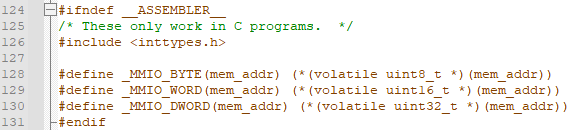 124 #ifndef __ASSEMBLER__
125 /* These only work in C programs.  */
126 #include <inttypes.h>
127
128 #define _MMIO_BYTE(mem_addr) (*(volatile uint8_t *)(mem_addr))
129 #define _MMIO_WORD(mem_addr) (*(volatile uint16_t *)(mem_addr))
130 #define _MMIO_DWORD(mem_addr) (*(volatile uint32_t *)(mem_addr))
131 #endif